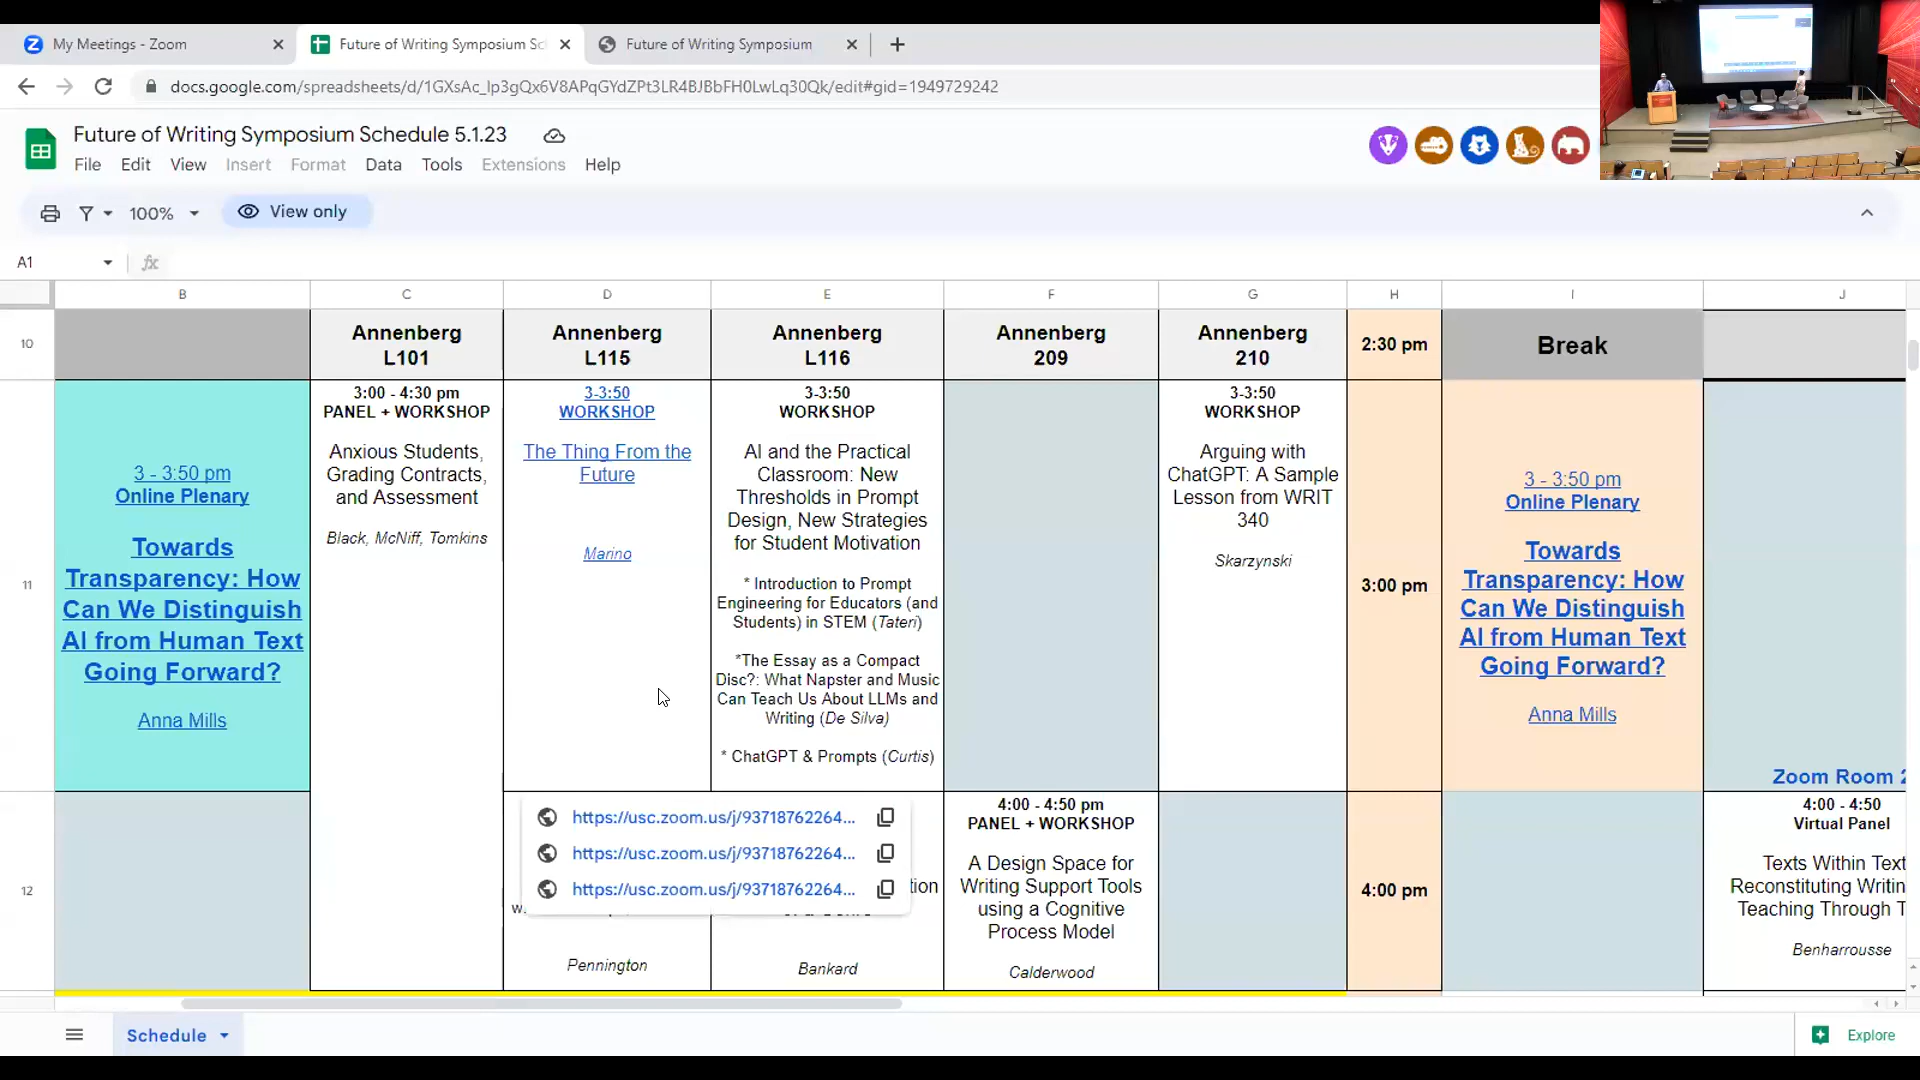 My Meetings - Zoom
Future of Writing Symposium Sc
Future of Writing Symposium
docs.google.com/spreadsheets/d/1GXsAc_lp3gQx6V8APqGYdZPt3LR4BJBbFH0LwLq30Qk/edit#gid=1949729242
Future of Writing Symposium Schedule 5.1.23
File Edit View Insert Format Data Tools Extensions Help
100% View only
A1 fx
B C D E F G H I J
10
Annenberg
L101
Annenberg
L115
Annenberg
L116
Annenberg
209
Annenberg
210
2:30 pm
Break
11
3 - 3:50 pm
Online Plenary
Towards
Transparency: How
Can We Distinguish
AI from Human Text
Going Forward?
Anna Mills
3:00 - 4:30 pm
PANEL + WORKSHOP
Anxious Students,
Grading Contracts,
and Assessment
Black, McNiff, Tomkins
3-3:50
WORKSHOP
The Thing From the
Future
Marino
3-3:50
WORKSHOP
AI and the Practical
Classroom: New
Thresholds in Prompt
Design, New Strategies
for Student Motivation
* Introduction to Prompt
Engineering for Educators (and
Students) in STEM (Tateri)
*The Essay as a Compact
Disc?: What Napster and Music
Can Teach Us About LLMs and
Writing (De Silva)
* ChatGPT & Prompts (Curtis)
3-3:50
WORKSHOP
Arguing with
ChatGPT: A Sample
Lesson from WRIT
340
Skarzynski
3:00 pm
3 - 3:50 pm
Online Plenary
Towards
Transparency: How
Can We Distinguish
AI from Human Text
Going Forward?
Anna Mills
Zoom Room 2
12
https://usc.zoom.us/j/93718762264...
https://usc.zoom.us/j/93718762264...
https://usc.zoom.us/j/93718762264...
tion
Pennington
Bankard
4:00 - 4:50 pm
PANEL + WORKSHOP
A Design Space for
Writing Support Tools
using a Cognitive
Process Model
Calderwood
4:00 pm
4:00 - 4:50
Virtual Panel
Texts Within Text
Reconstituting Writin
Teaching Through T
Benharrousse
Schedule
Explore